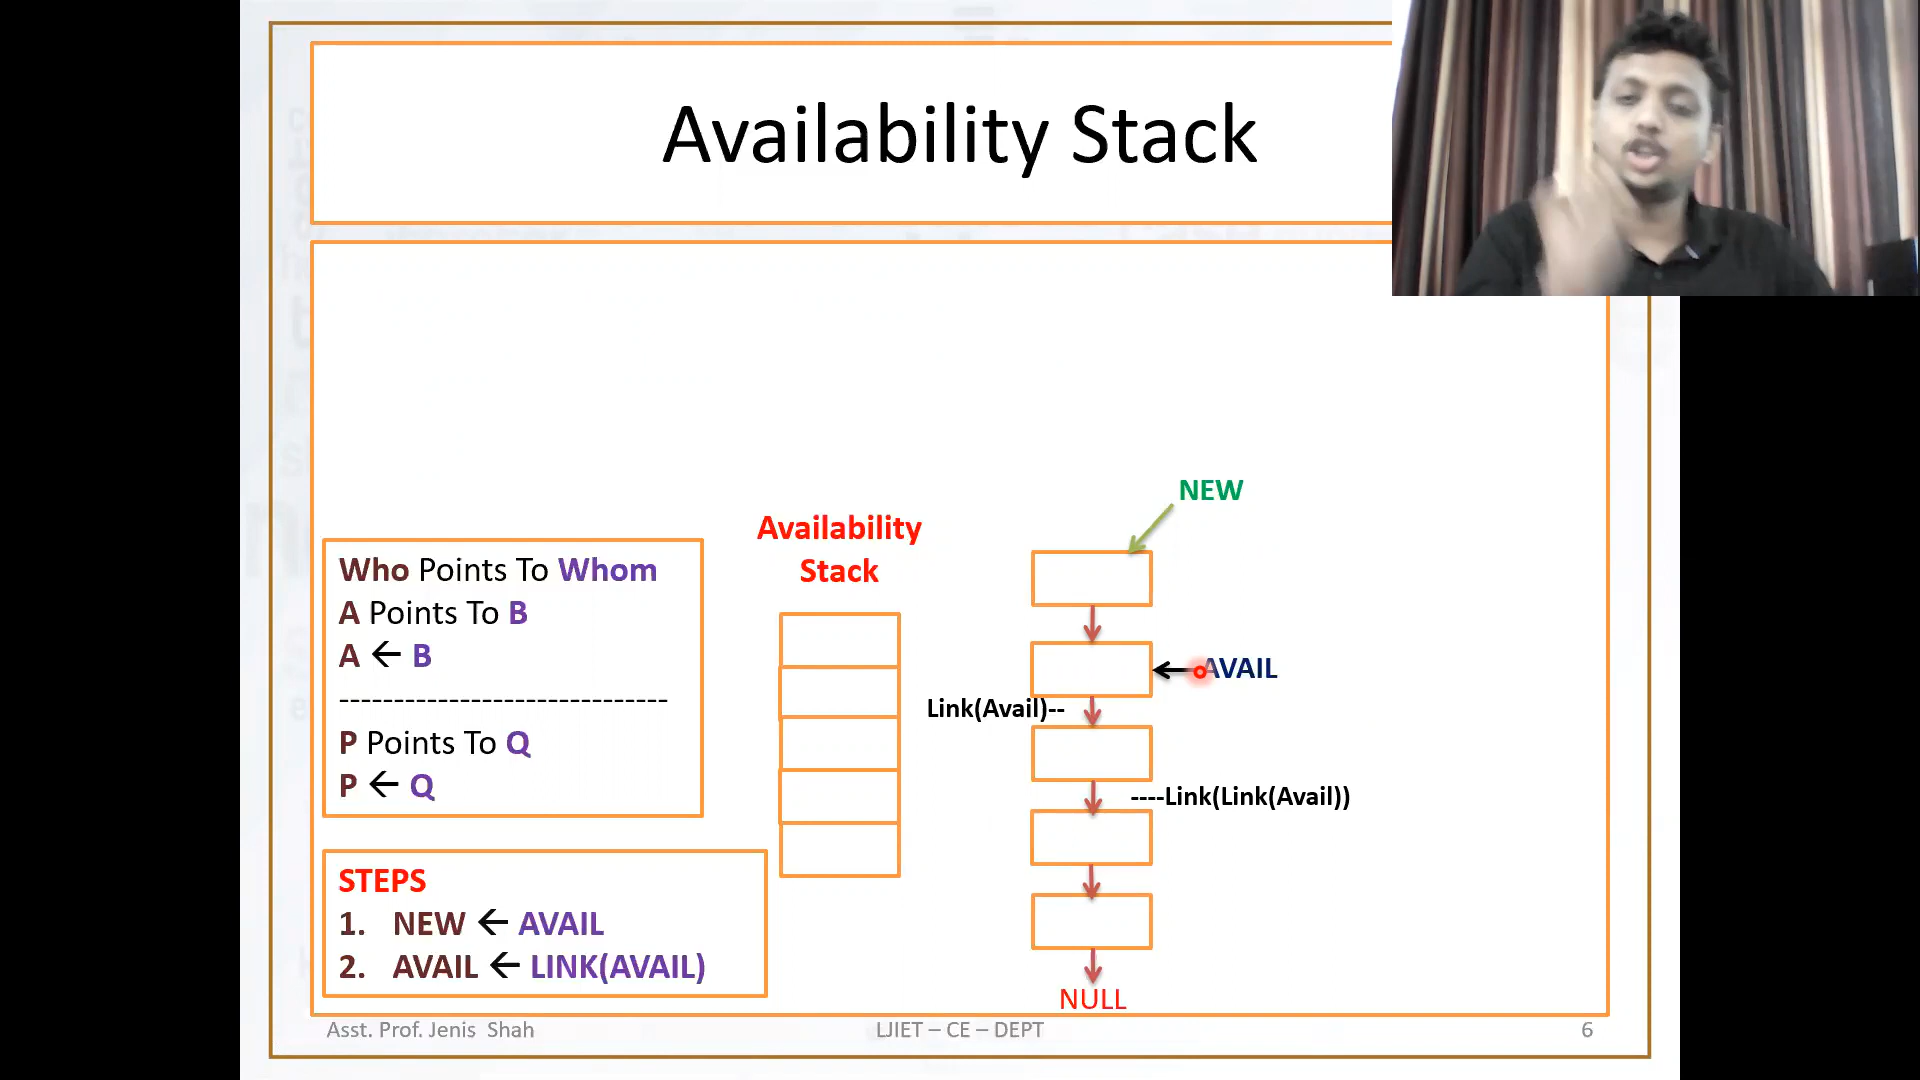 Availability Stack
NEW
Availability
Stack
Who Points To Whom
A Points To B
A ← B
------------------------------
P Points To Q
P ← Q
AVAIL
Link(Avail)--
----Link(Link(Avail))
STEPS
1. NEW ← AVAIL
2. AVAIL ← LINK(AVAIL)
NULL
Asst. Prof. Jenis Shah
LJIET – CE – DEPT
6